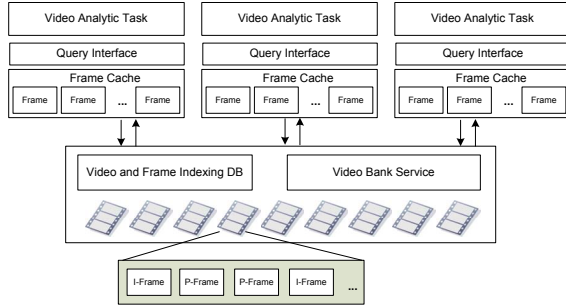 Video Analytic Task
Video Analytic Task
Video Analytic Task
Query Interface
Query Interface
Query Interface
Frame Cache
Frame Cache
Frame Cache
Frame Frame ... Frame
Frame Frame ... Frame
Frame Frame ... Frame
Video and Frame Indexing DB
Video Bank Service
I-Frame P-Frame P-Frame I-Frame ...